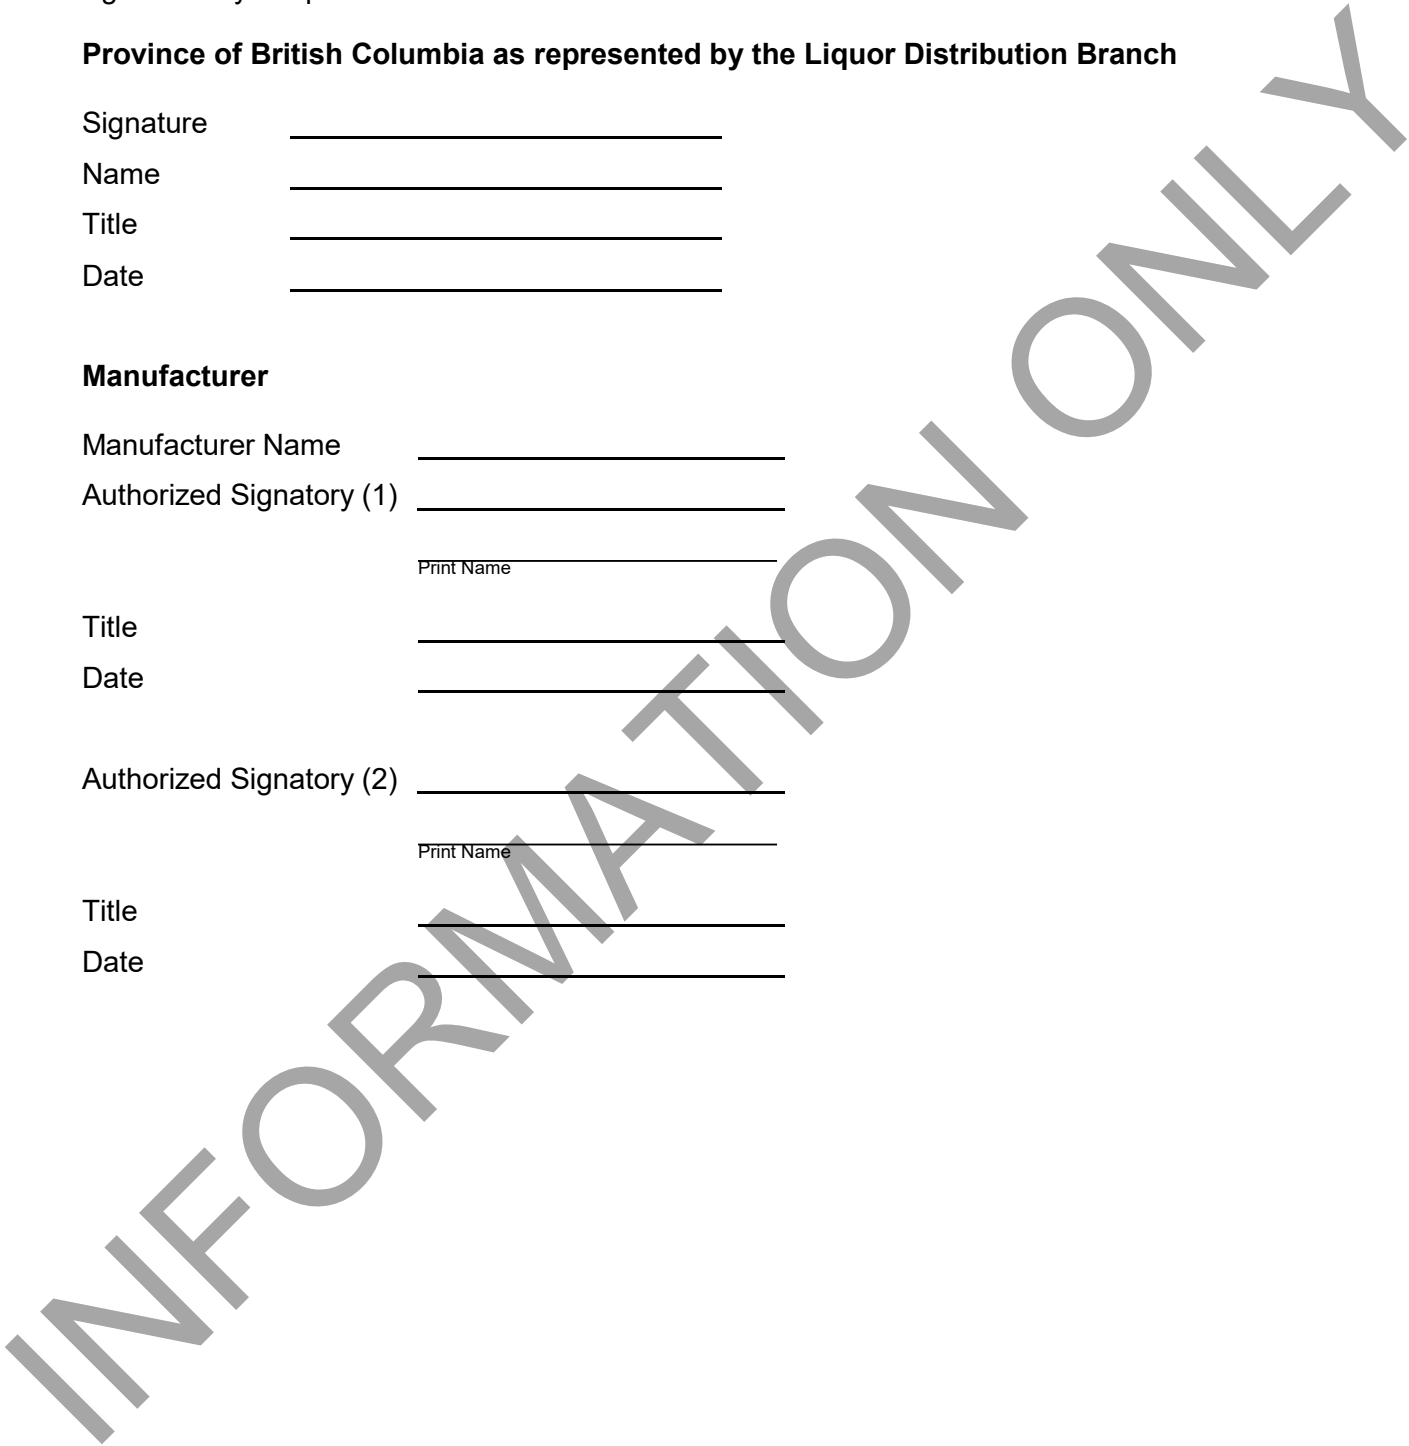 Province of British Columbia as represented by the Liquor Distribution Branch
Signature
Name
Title
Date
Manufacturer
Manufacturer Name
Authorized Signatory (1)
Print Name
Title
Date
Authorized Signatory (2)
Print Name
Title
Date
INFORMATION ONLY